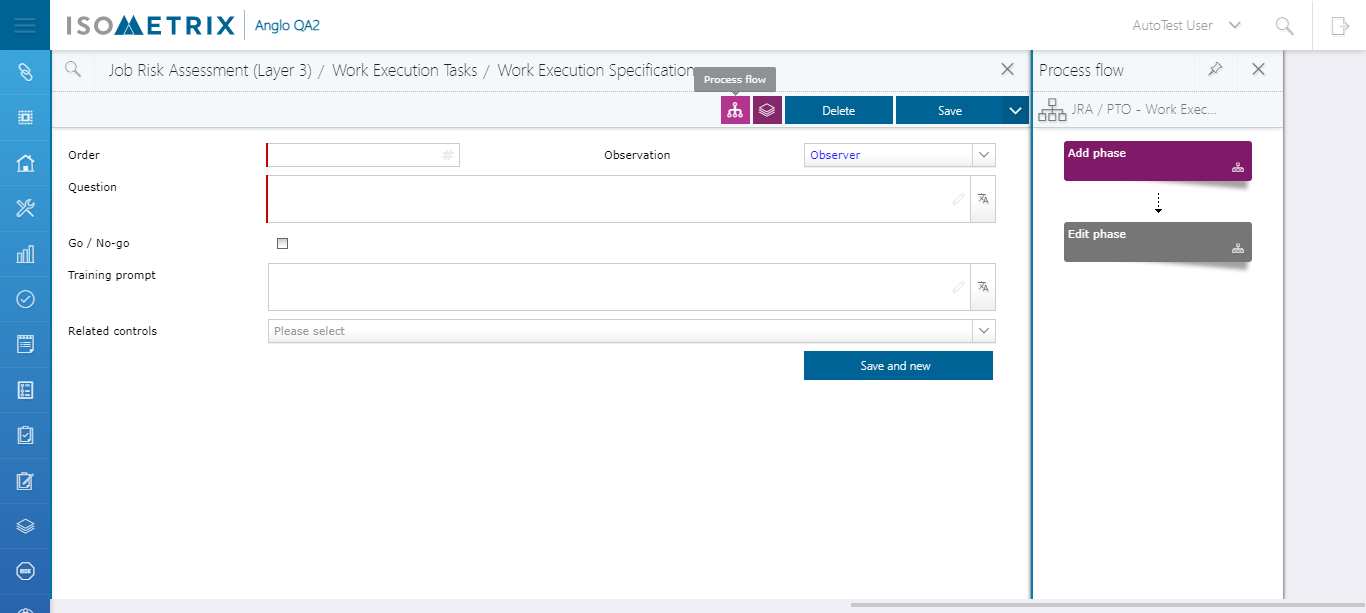 ISOMETRIX Anglo QA2
AutoTest User
Job Risk Assessment (Layer 3) / Work Execution Tasks / Work Execution Specification
Process flow
Process flow
JRA / PTO - Work Exec...
Delete
Save
Order
#
Observation
Observer
Question
Go / No-go
Training prompt
Related controls
Please select
Save and new
Add phase
Edit phase
RISK